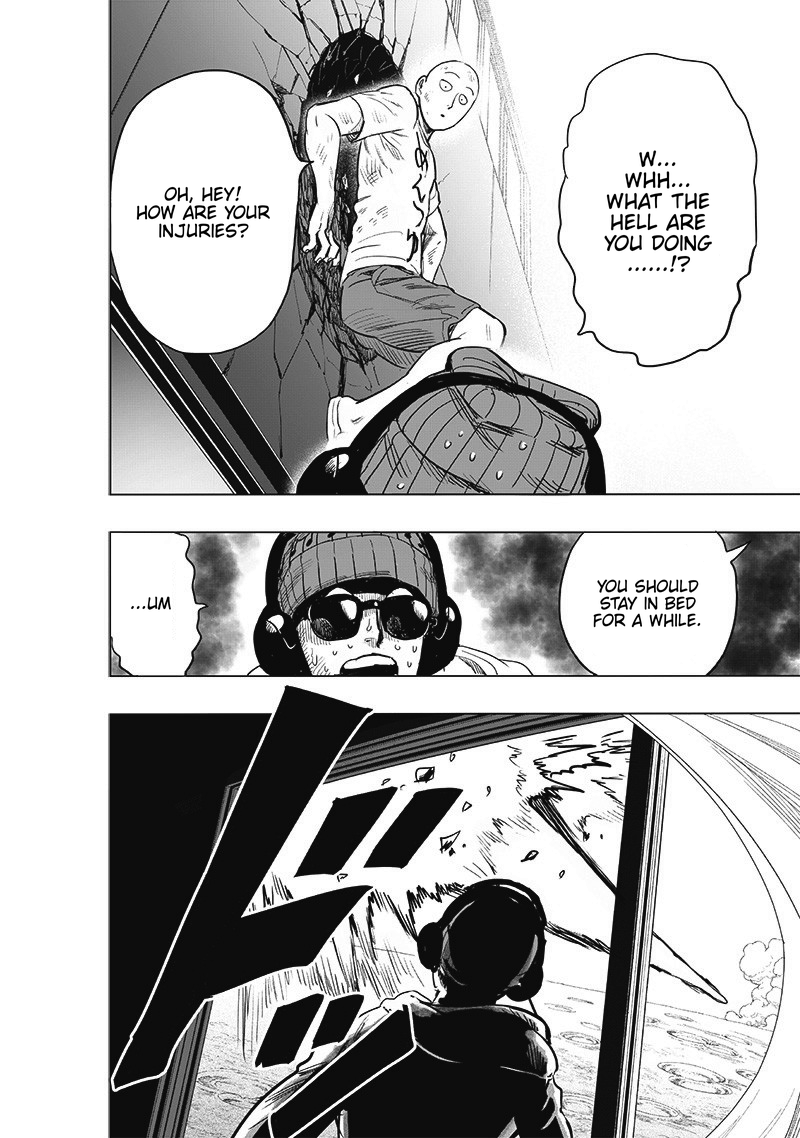 W...
WHH...
WHAT THE
HELL ARE
YOU DOING
......!?
OH, HEY!
HOW ARE YOUR
INJURIES?
YOU SHOULD
STAY IN BED
FOR A WHILE.
...UM